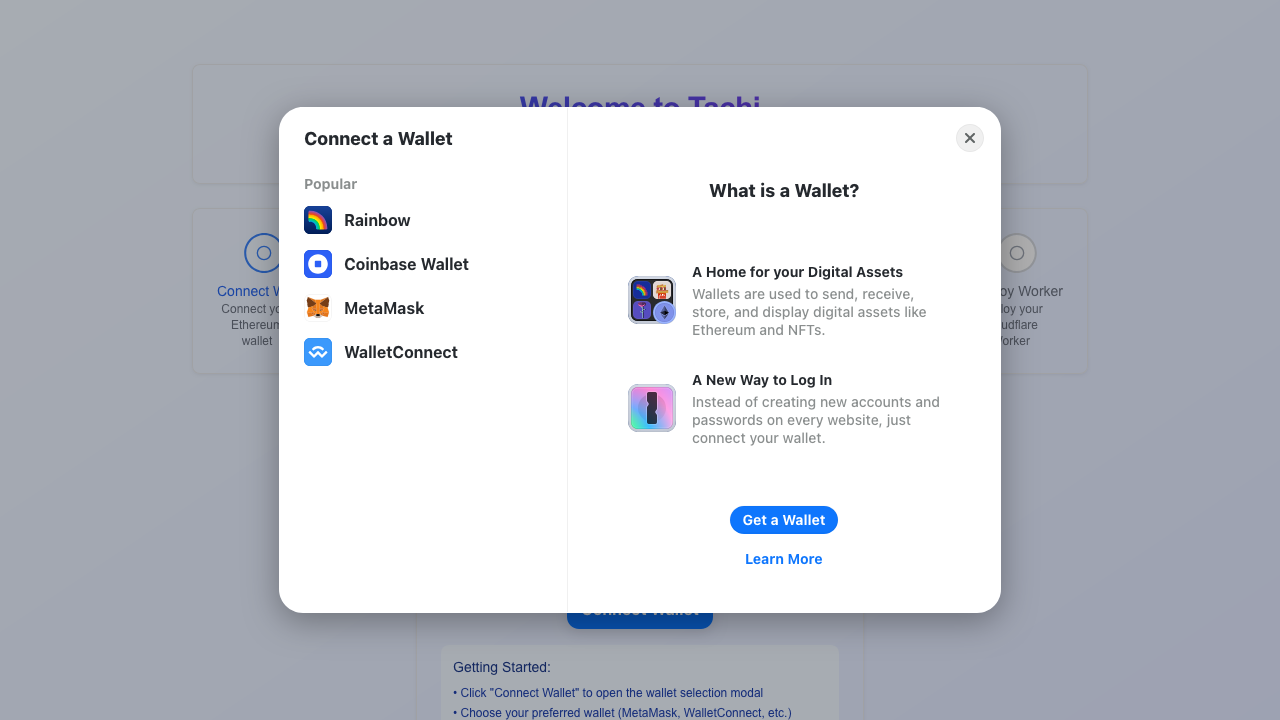 Welcome to Tachi
Connect a Wallet
Popular
Rainbow
Coinbase Wallet
MetaMask
WalletConnect
What is a Wallet?
A Home for your Digital Assets
Wallets are used to send, receive,
store, and display digital assets like
Ethereum and NFTs.
A New Way to Log In
Instead of creating new accounts and
passwords on every website, just
connect your wallet.
Get a Wallet
Learn More
Connect W
Connect yo
Ethereum
wallet
oy Worker
loy your
udflare
orker
Connect Wallet
Getting Started:
• Click "Connect Wallet" to open the wallet selection modal
• Choose your preferred wallet (MetaMask, WalletConnect, etc.)